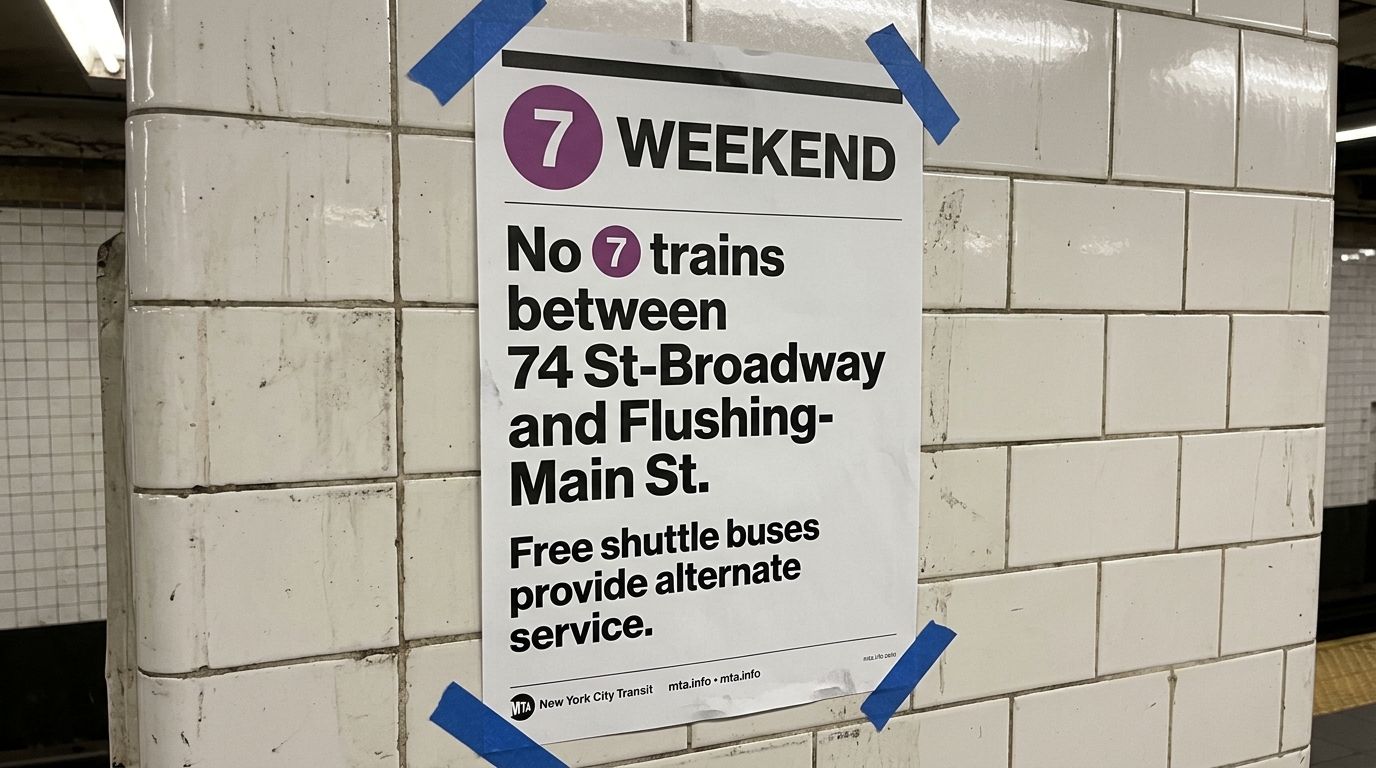 7 WEEKEND
No 7 trains
between
74 St-Broadway
and Flushing-
Main St.
Free shuttle buses
provide alternate
service.
MTA New York City Transit mta.info • mta.info